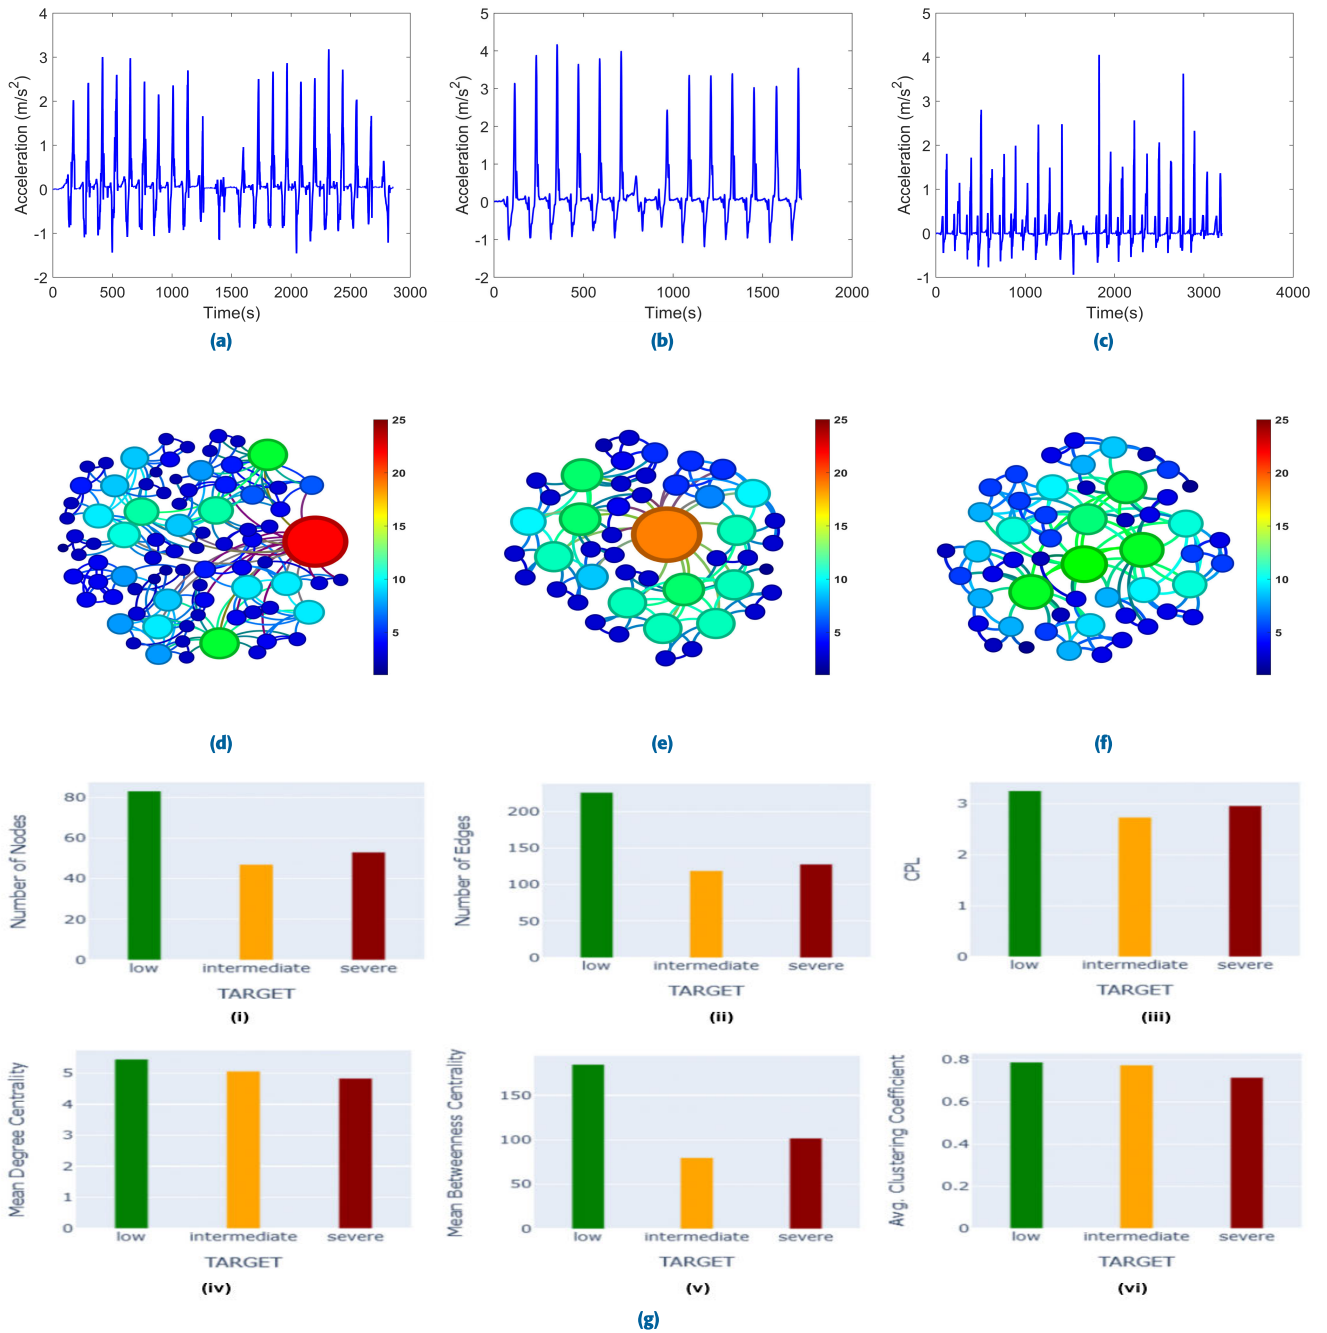 4
3
2
1
0
-1
-2
Acceleration (m/s2)
0 500 1000 1500 2000 2500 3000
Time(s)
(a)
5
4
3
2
1
0
-1
-2
Acceleration (m/s2)
0 500 1000 1500 2000
Time(s)
(b)
5
4
3
2
1
0
-1
Acceleration (m/s2)
0 1000 2000 3000 4000
Time(s)
(c)
25
20
15
10
5
(d)
25
20
15
10
5
(e)
25
20
15
10
5
(f)
80
60
40
20
0
Number of Nodes
low intermediate severe
TARGET
(i)
200
150
100
50
0
Number of Edges
low intermediate severe
TARGET
(ii)
3
2
1
0
CPL
low intermediate severe
TARGET
(iii)
5
4
3
2
1
0
Mean Degree Centrality
low intermediate severe
TARGET
(iv)
150
100
50
0
Mean Betweenness Centrality
low intermediate severe
TARGET
(v)
0.8
0.6
0.4
0.2
0
Avg. Clustering Coefficient
low intermediate severe
TARGET
(vi)
(g)